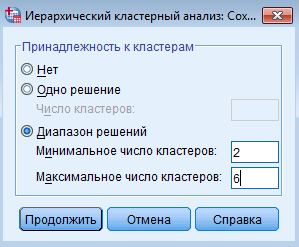 Иерархический кластерный анализ: Сох...
Принадлежность к кластерам
Нет
Одно решение
Число кластеров:
Диапазон решений
Минимальное число кластеров: 2
Максимальное число кластеров: 6
Продолжить Отмена Справка